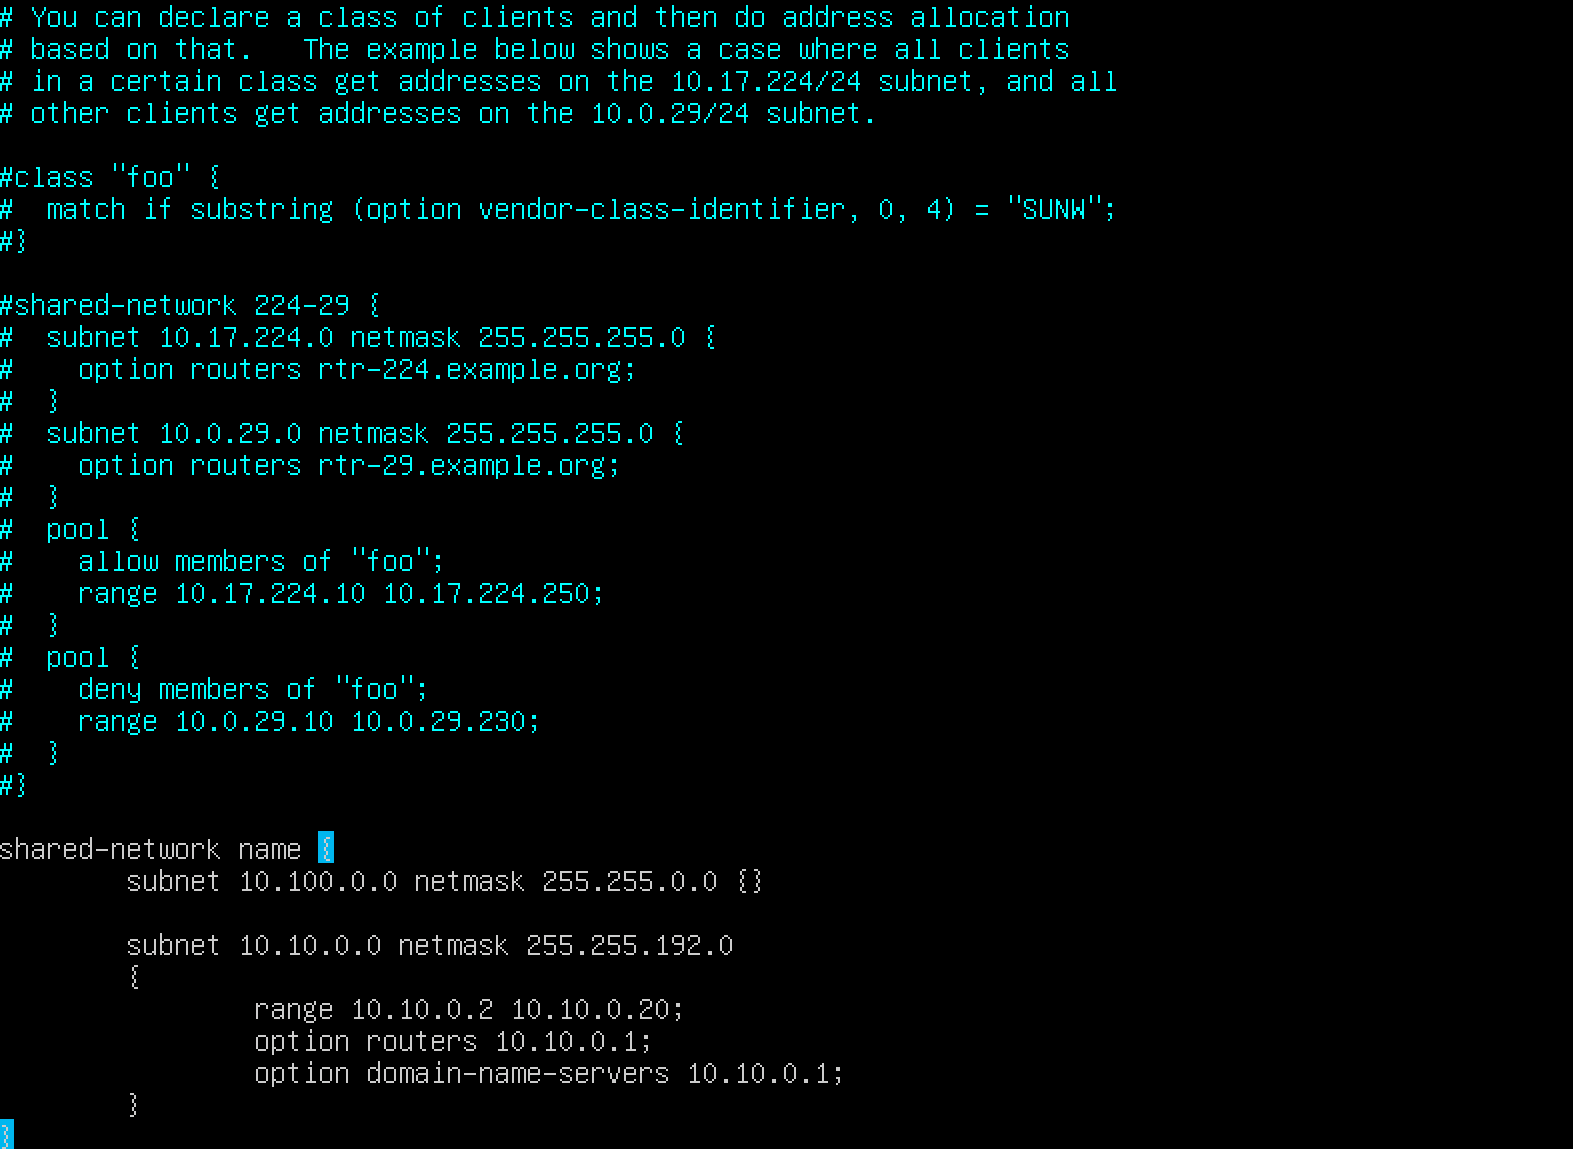 # You can declare a class of clients and then do address allocation
# based on that.   The example below shows a case where all clients
# in a certain class get addresses on the 10.17.224/24 subnet, and all
# other clients get addresses on the 10.0.29/24 subnet.

#class "foo" {
#  match if substring (option vendor-class-identifier, 0, 4) = "SUNW";
#}

#shared-network 224-29 {
#  subnet 10.17.224.0 netmask 255.255.255.0 {
#    option routers rtr-224.example.org;
#  }
#  subnet 10.0.29.0 netmask 255.255.255.0 {
#    option routers rtr-29.example.org;
#  }
#  pool {
#    allow members of "foo";
#    range 10.17.224.10 10.17.224.250;
#  }
#  pool {
#    deny members of "foo";
#    range 10.0.29.10 10.0.29.230;
#  }
#}

shared-network name {
        subnet 10.100.0.0 netmask 255.255.0.0 {}

        subnet 10.10.0.0 netmask 255.255.192.0
        {
                range 10.10.0.2 10.10.0.20;
                option routers 10.10.0.1;
                option domain-name-servers 10.10.0.1;
        }
}